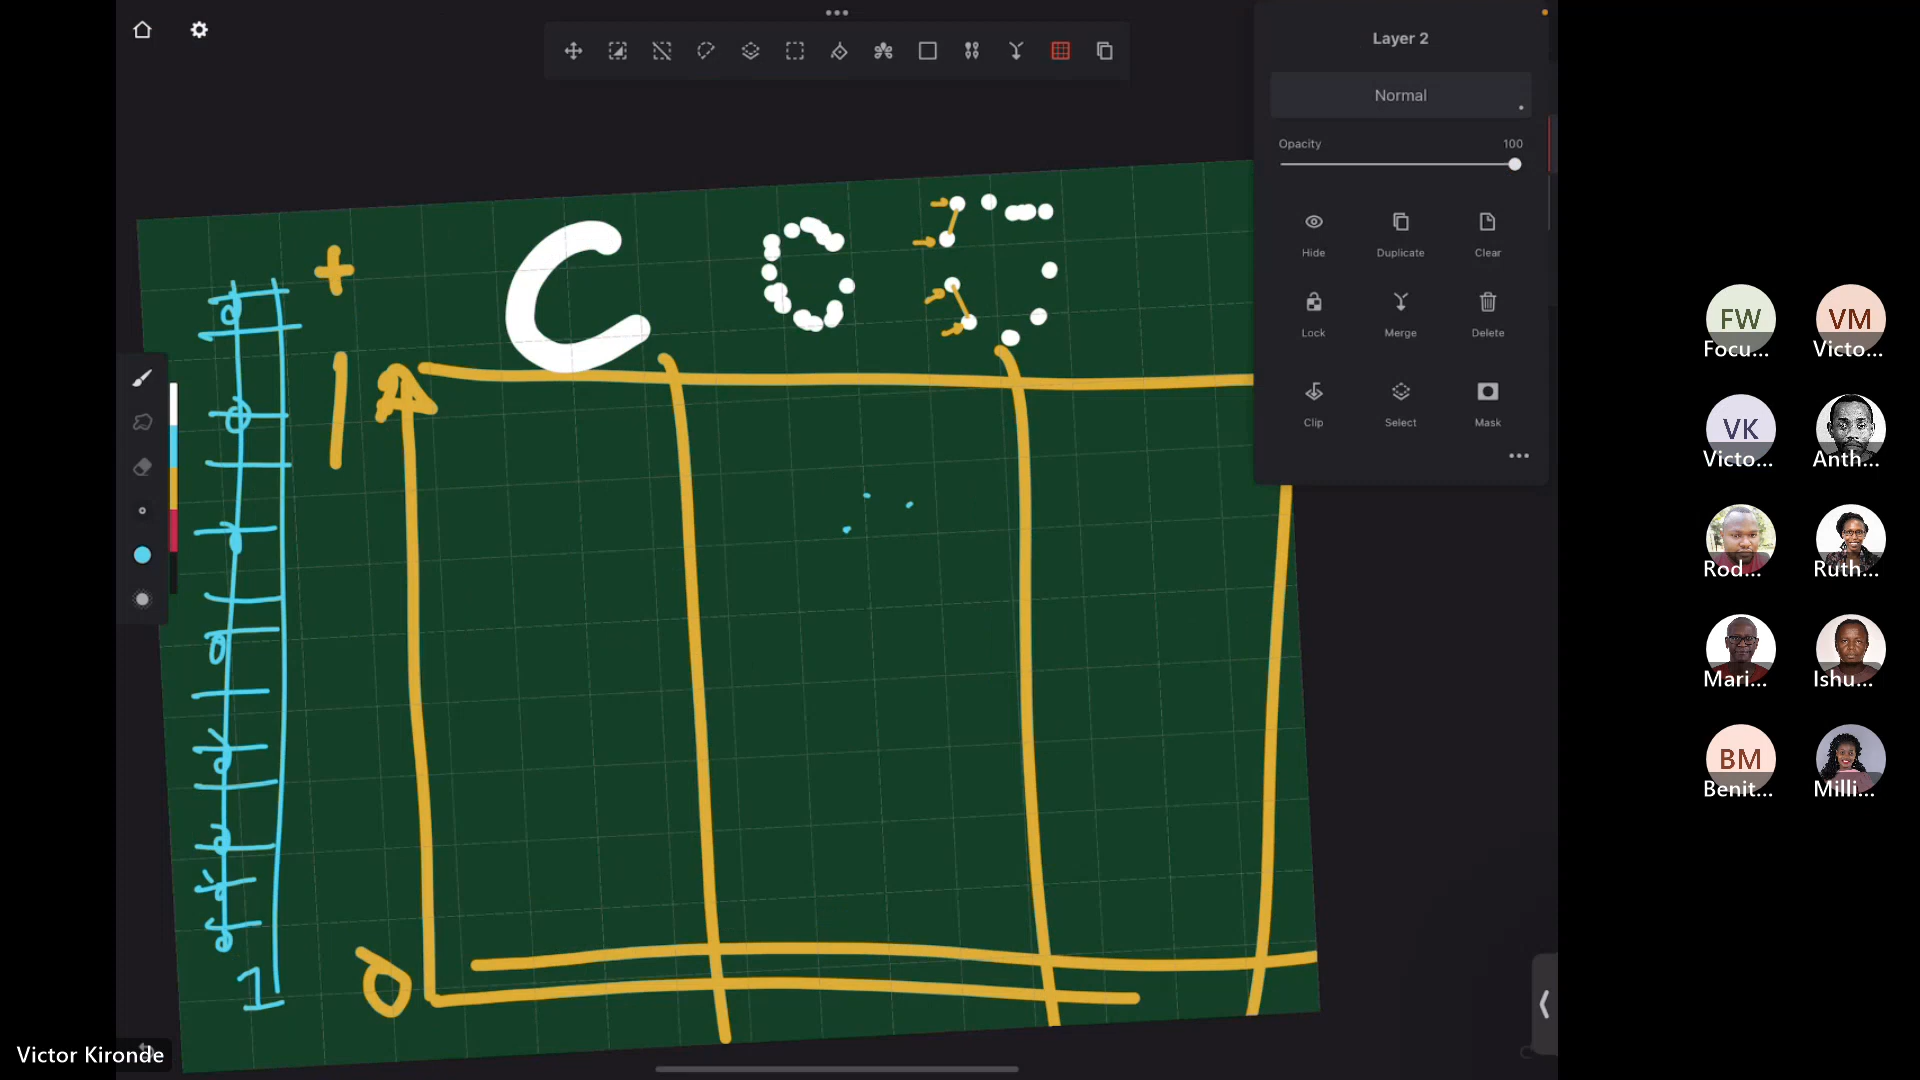 Layer 2
Normal
Opacity 100
Hide Duplicate Clear
Lock Merge Delete
Clip Select Mask
+
C
1
0
1
FW VM
Focu... Victo...
VK
Victo... Anth...
Rod... Ruth...
Mari... Ishu...
BM
Benit... Milli...
Victor Kironde